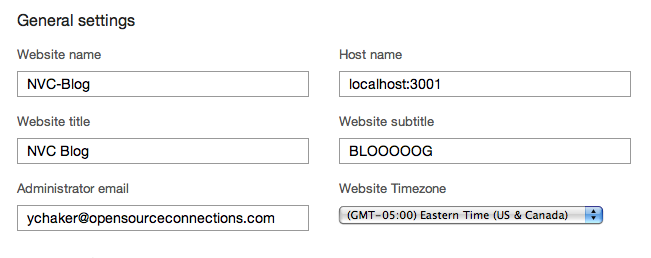 General settings
Website name
Host name
NVC-Blog
localhost:3001
Website title
Website subtitle
NVC Blog
BLOOOOOG
Administrator email
Website Timezone
ychaker@opensourceconnections.com
(GMT-05:00) Eastern Time (US & Canada)